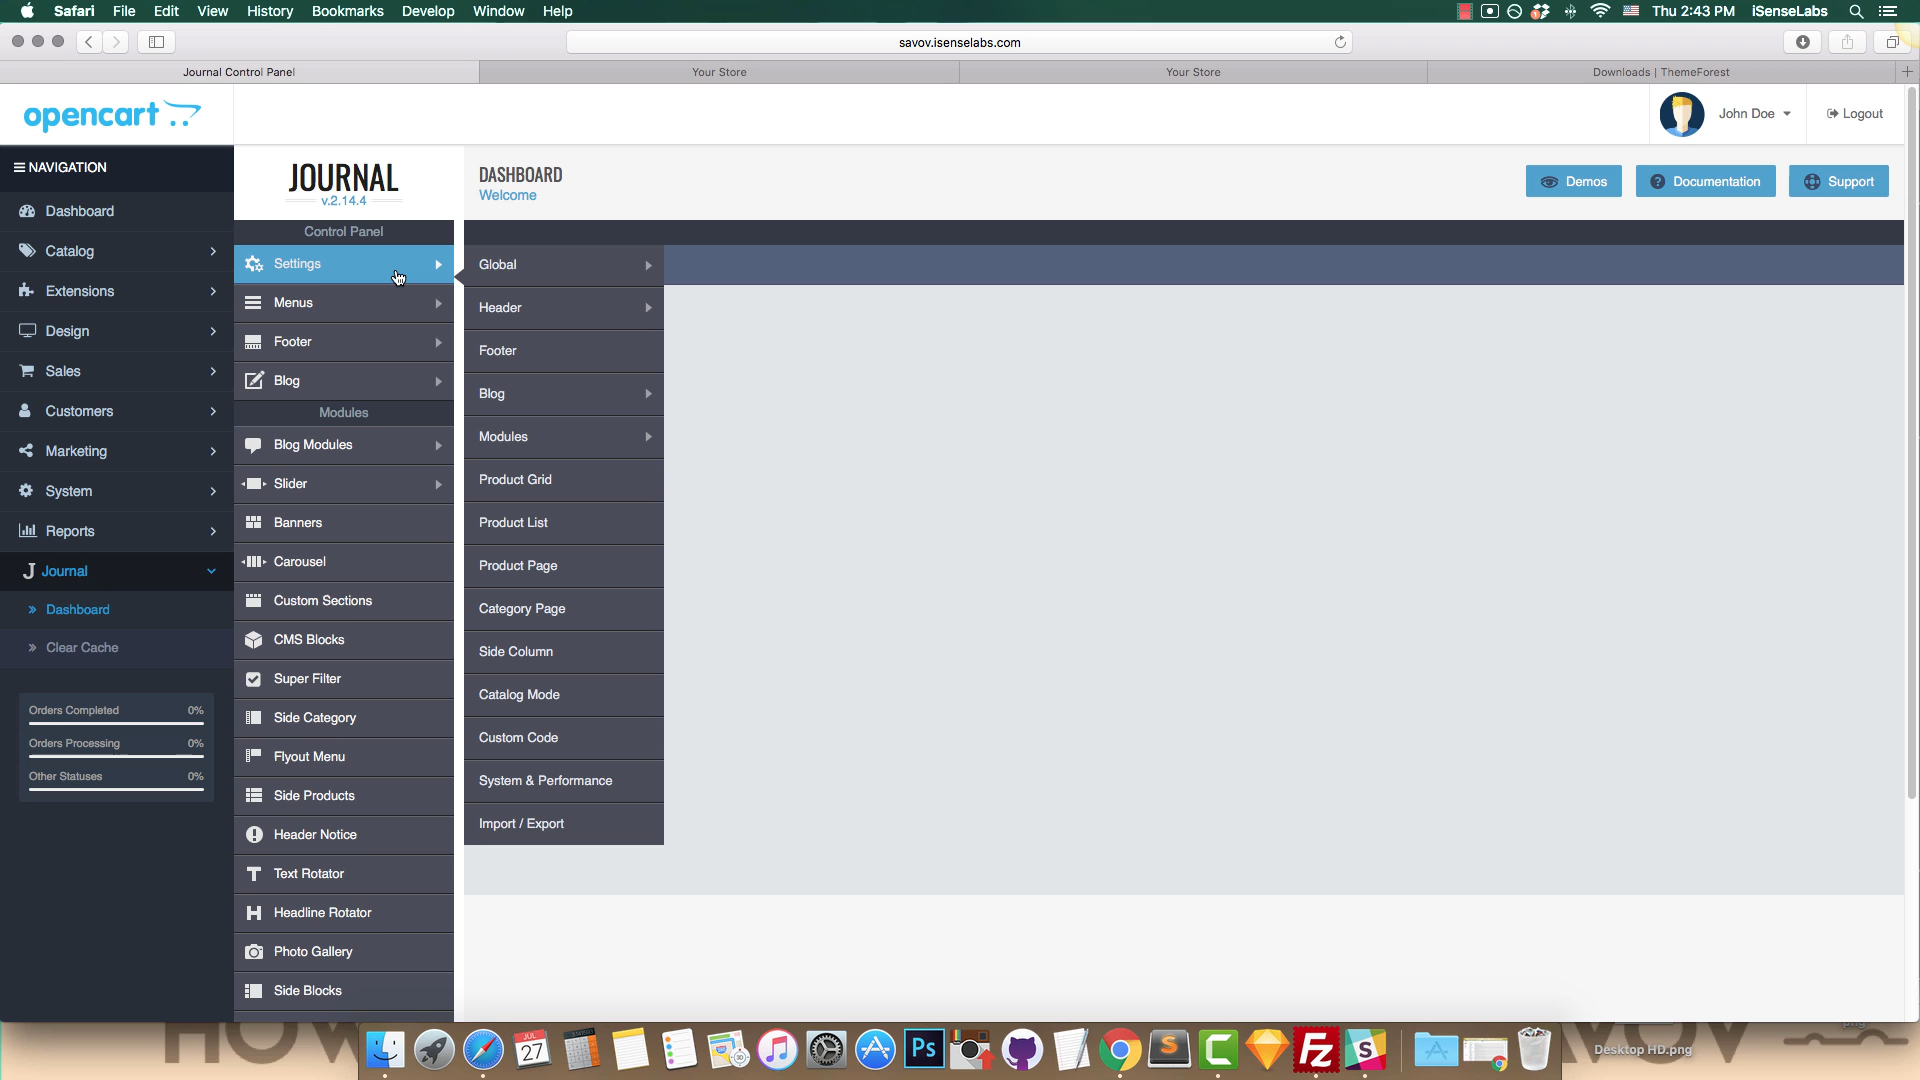 Safari File Edit View History Bookmarks Develop Window Help
Thu 2:43 PM iSenseLabs
savov.isenselabs.com
Journal Control Panel
Your Store
Your Store
Downloads | ThemeForest
opencart
John Doe
Logout
NAVIGATION
Dashboard
Catalog
Extensions
Design
Sales
Customers
Marketing
System
Reports
J Journal
Dashboard
Clear Cache
Orders Completed 0%
Orders Processing 0%
Other Statuses 0%
JOURNAL
v.2.14.4
Control Panel
Settings
Menus
Footer
Blog
Modules
Blog Modules
Slider
Banners
Carousel
Custom Sections
CMS Blocks
Super Filter
Side Category
Flyout Menu
Side Products
Header Notice
Text Rotator
Headline Rotator
Photo Gallery
Side Blocks
DASHBOARD
Welcome
Demos
Documentation
Support
Global
Header
Footer
Blog
Modules
Product Grid
Product List
Product Page
Category Page
Side Column
Catalog Mode
Custom Code
System & Performance
Import / Export
JUL
27
Ps
Desktop HD.png